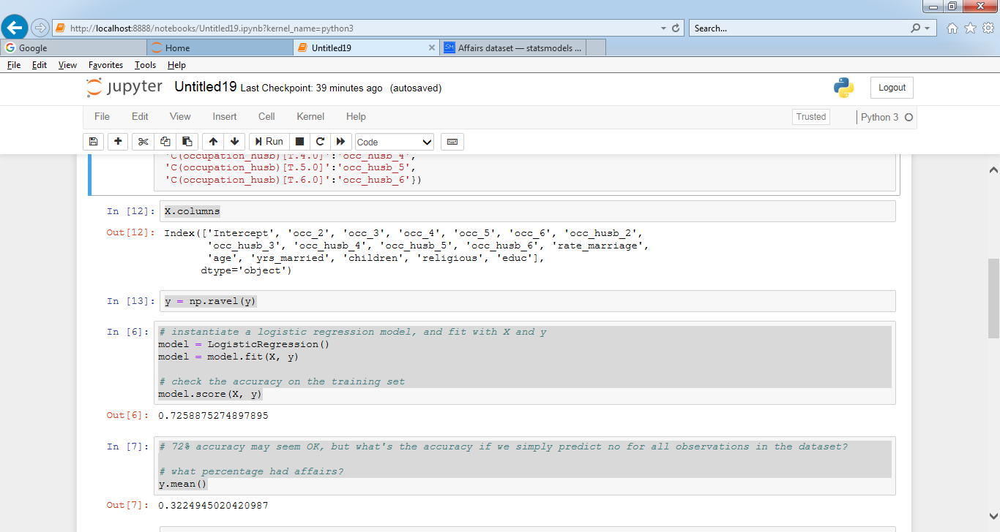 http://localhost:8888/notebooks/Untitled19.ipynb?kernel_name=python3
Search...
Google
Home
Untitled19
SM Affairs dataset — statsmodels ...
File Edit View Favorites Tools Help
jupyter Untitled19 Last Checkpoint: 39 minutes ago (autosaved)
Logout
File Edit View Insert Cell Kernel Help
Trusted
Python 3
Run
Code
'C(occupation_husb)[T.4.0]':'occ_husb_4',
'C(occupation_husb)[T.5.0]':'occ_husb_5',
'C(occupation_husb)[T.6.0]':'occ_husb_6'})
In [12]: X.columns
Out[12]: Index(['Intercept', 'occ_2', 'occ_3', 'occ_4', 'occ_5', 'occ_6', 'occ_husb_2',
'occ_husb_3', 'occ_husb_4', 'occ_husb_5', 'occ_husb_6', 'rate_marriage',
'age', 'yrs_married', 'children', 'religious', 'educ'],
dtype='object')
In [13]: y = np.ravel(y)
In [6]: # instantiate a logistic regression model, and fit with X and y
model = LogisticRegression()
model = model.fit(X, y)
# check the accuracy on the training set
model.score(X, y)
Out[6]: 0.7258875274897895
In [7]: # 72% accuracy may seem OK, but what's the accuracy if we simply predict no for all observations in the dataset?
# what percentage had affairs?
y.mean()
Out[7]: 0.3224945020420987